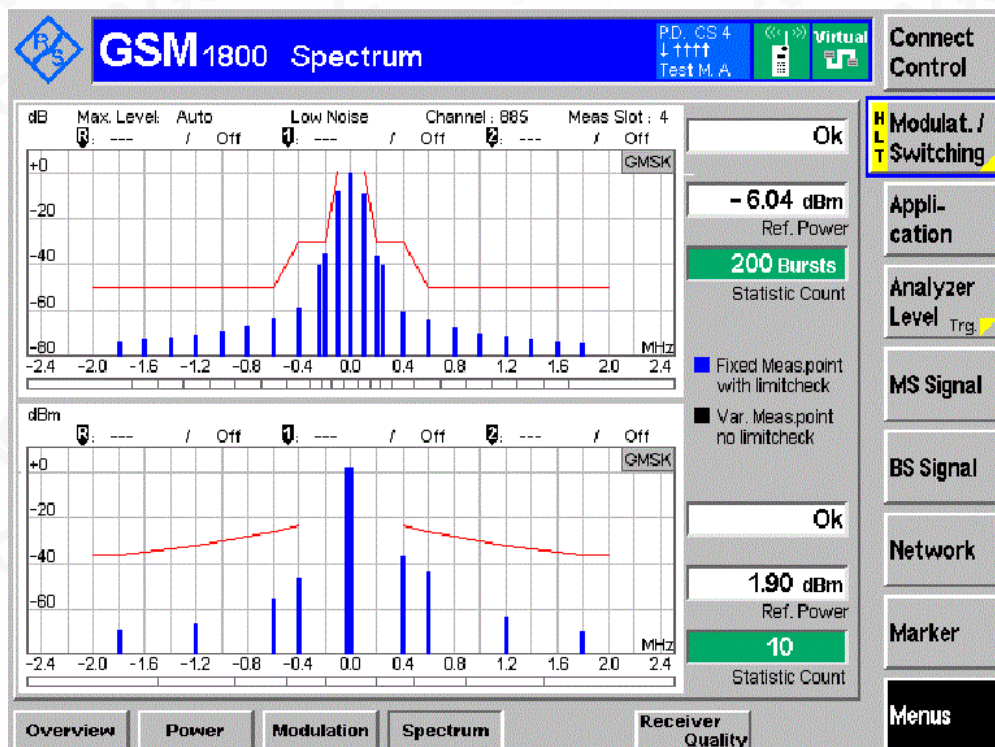 R/S
GSM 1800 Spectrum
P.D. CS 4
↓ ↑↑↑↑
Test M. A
Virtual
Connect Control
H L T
Modulat. / Switching
Appli-
cation
Analyzer
Level Trg.
MS Signal
BS Signal
Network
Marker
Menus
dB Max. Level: Auto Low Noise Channel : 885 Meas Slot : 4
R: --- / Off 1: --- / Off 2: --- / Off
GMSK
+0
-20
-40
-60
-80
MHz
-2.4 -2.0 -1.6 -1.2 -0.8 -0.4 0.0 0.4 0.8 1.2 1.6 2.0 2.4
Ok
- 6.04 dBm
Ref. Power
200 Bursts
Statistic Count
Fixed Meas.point
with limitcheck
Var. Meas.point
no limitcheck
dBm
R: --- / Off 1: --- / Off 2: --- / Off
GMSK
+0
-20
-40
-60
MHz
-2.4 -2.0 -1.6 -1.2 -0.8 -0.4 0.0 0.4 0.8 1.2 1.6 2.0 2.4
Ok
1.90 dBm
Ref. Power
10
Statistic Count
Overview Power Modulation Spectrum Receiver
Quality